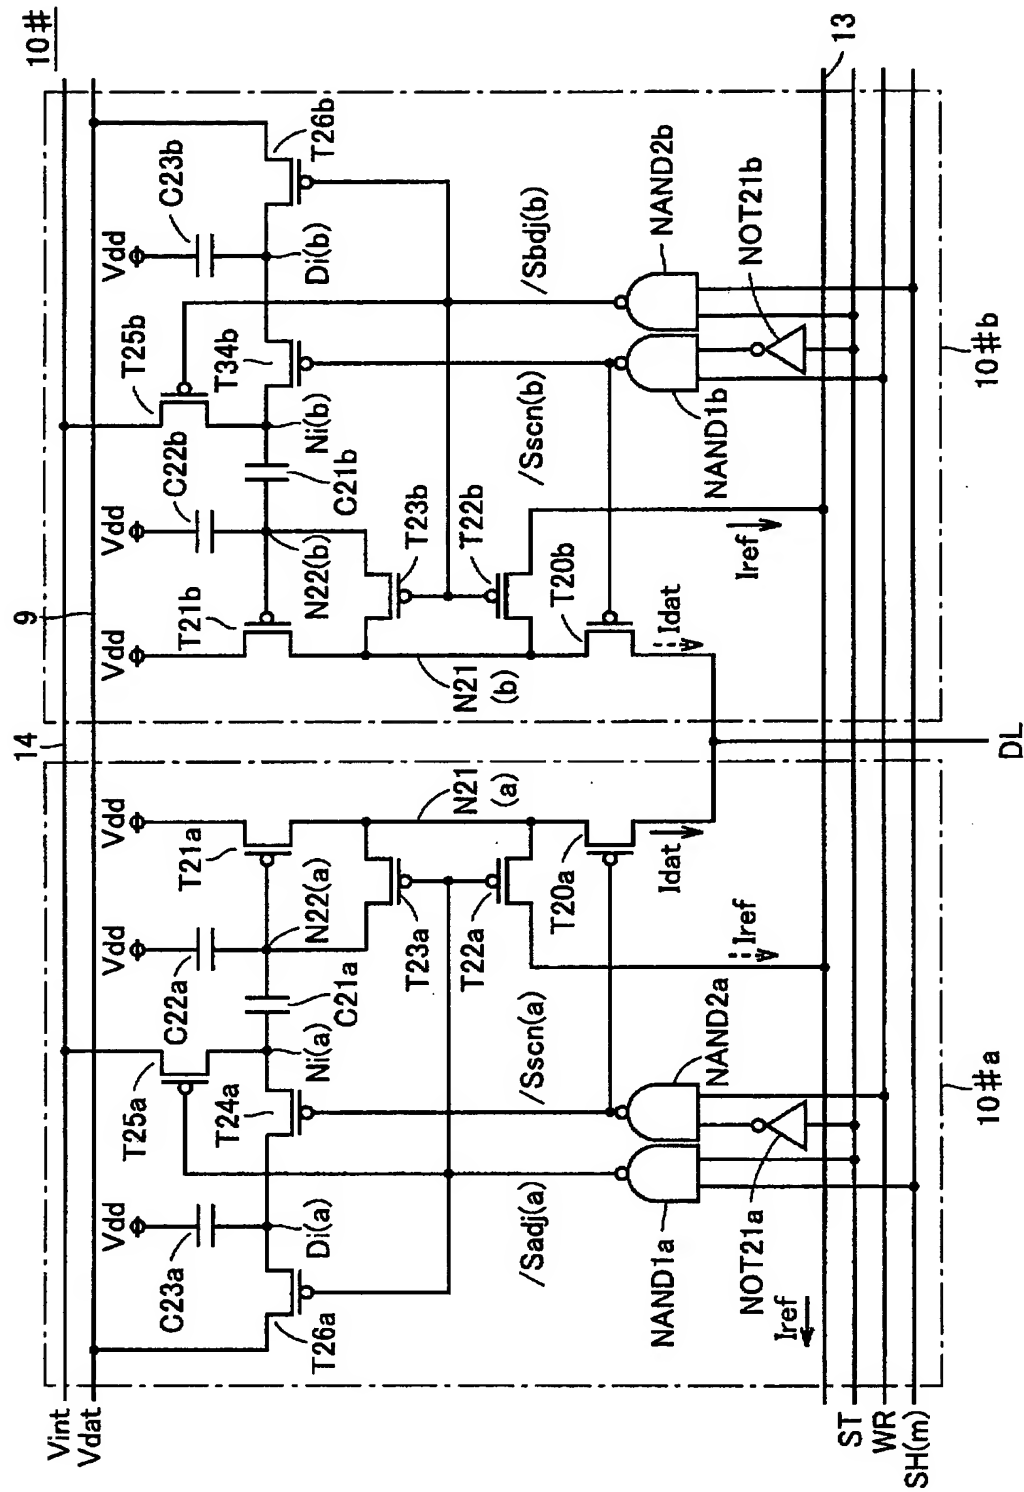 10#
14
9
Vint
Vdat
Vdd
C23a
Di(a)
T26a
T25a
T24a
Ni(a)
C22a
Vdd
C21a
N22(a)
T21a
Vdd
T23a
T22a
N21
(a)
T20a
Idat
Iref
/Sadj(a)
/Sscn(a)
NAND1a
NAND2a
NOT21a
Iref
10#a
Vdd
T21b
Vdd
C22b
N22(b)
C21b
Ni(b)
T25b
T34b
Vdd
C23b
Di(b)
T26b
T23b
T22b
N21
(b)
T20b
Idat
Iref
/Sscn(b)
/Sbdj(b)
NAND1b
NAND2b
NOT21b
10#b
13
ST
WR
SH(m)
DL